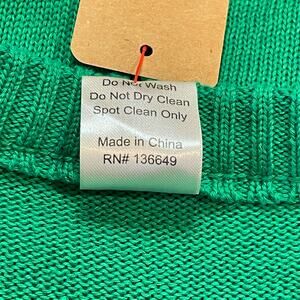 Do Not Wash
Do Not Dry Clean
Spot Clean Only
Made in China
RN# 136649